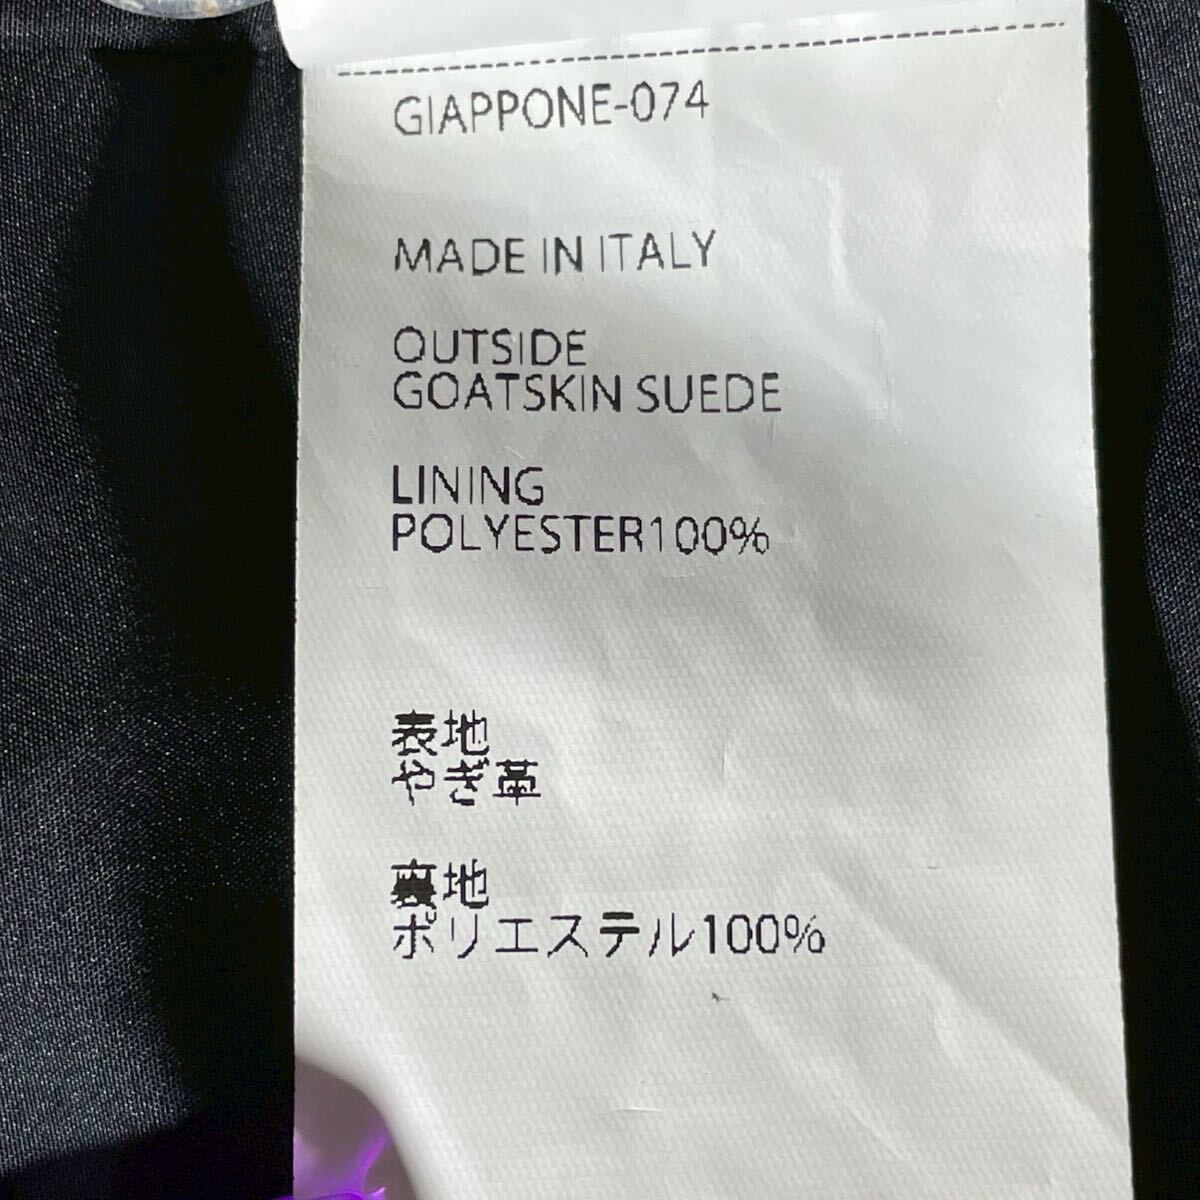 GIAPPONE-074
MADE IN ITALY
OUTSIDE
GOATSKIN SUEDE
LINING
POLYESTER100%
表地
やぎ革
裏地
ポリエステル100%